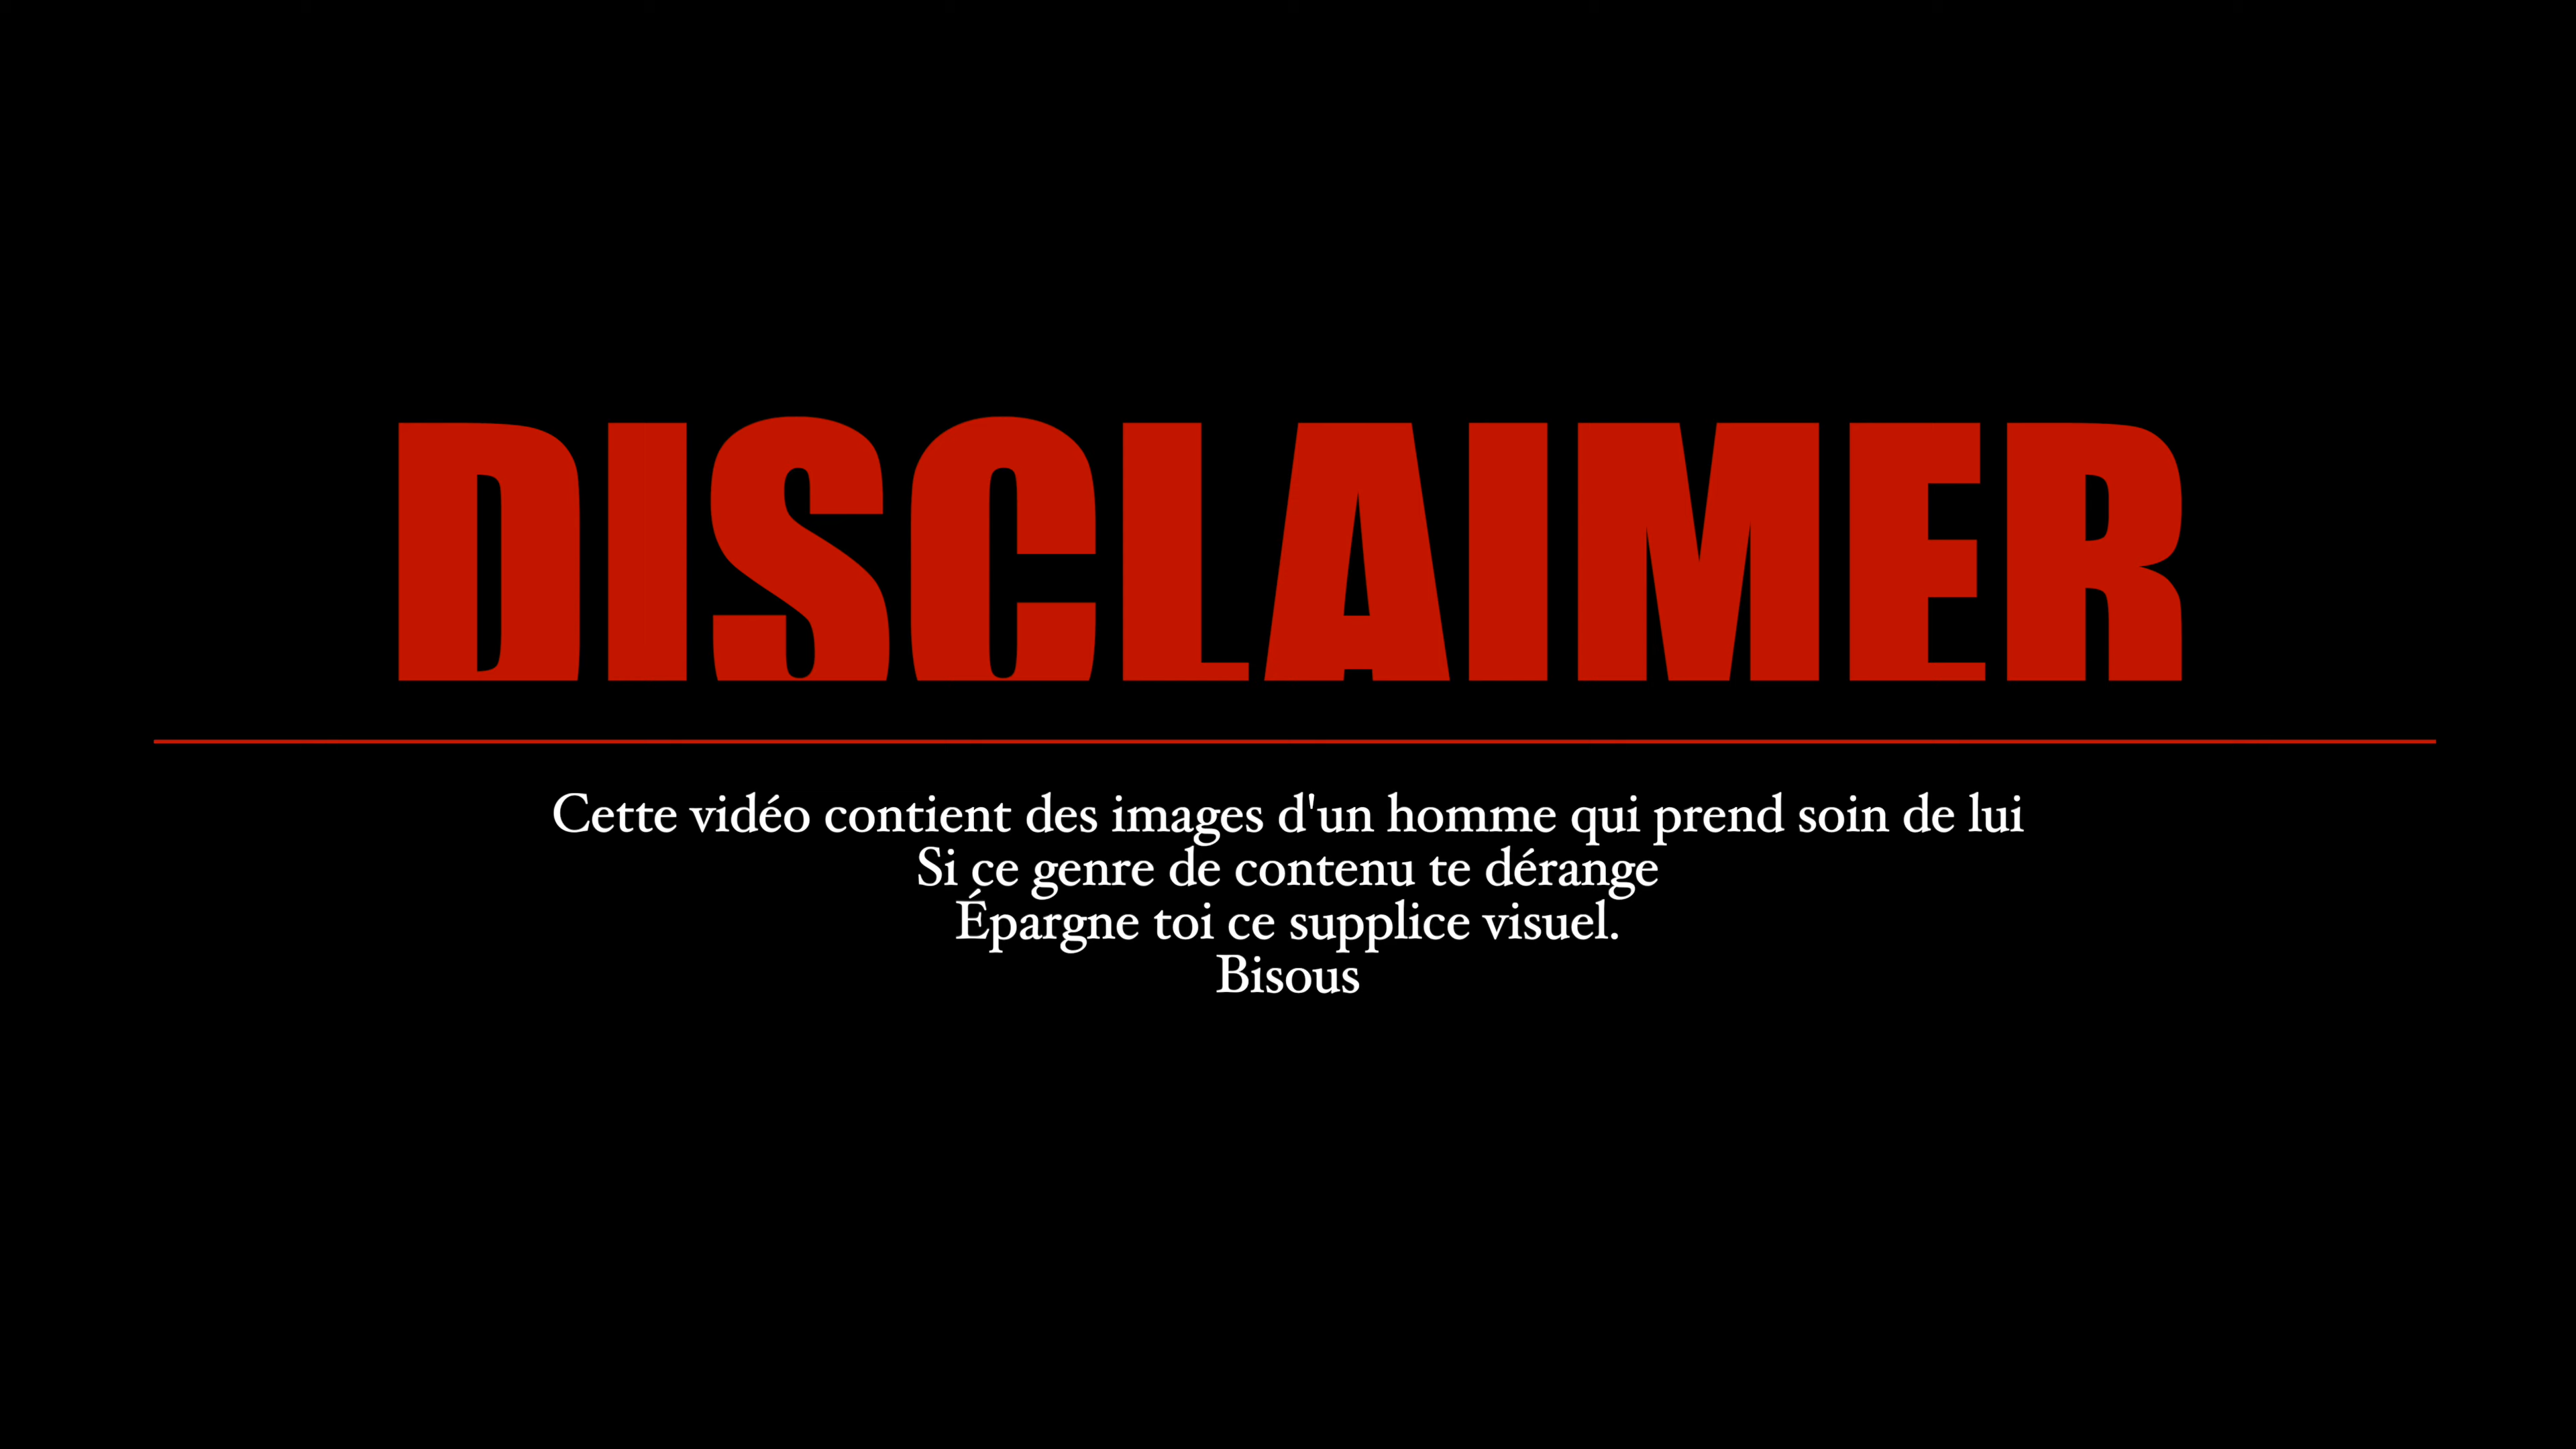 DISCLAIMER
Cette vidéo contient des images d'un homme qui prend soin de lui
Si ce genre de contenu te dérange
Épargne toi ce supplice visuel.
Bisous